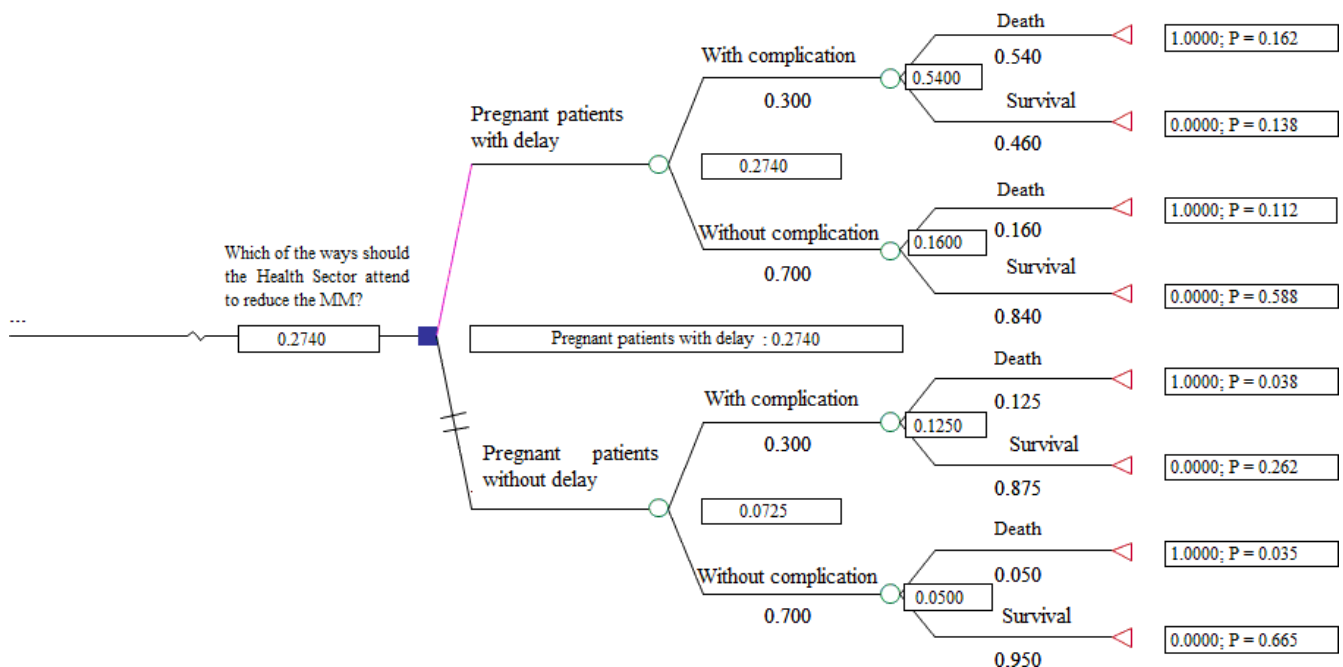 Death
1.0000; P = 0.162
With complication
0.540
0.5400
0.300
Survival
0.0000; P = 0.138
0.460
Pregnant patients
with delay
0.2740
Death
1.0000; P = 0.112
Without complication
0.160
0.1600
0.700
Survival
0.0000; P = 0.588
0.840
Which of the ways should
the Health Sector attend
to reduce the MM?
...
0.2740
Pregnant patients with delay : 0.2740
Death
1.0000; P = 0.038
With complication
0.125
0.1250
0.300
Survival
0.0000; P = 0.262
0.875
Pregnant patients
without delay
0.0725
Death
1.0000; P = 0.035
Without complication
0.050
0.0500
0.700
Survival
0.0000; P = 0.665
0.950